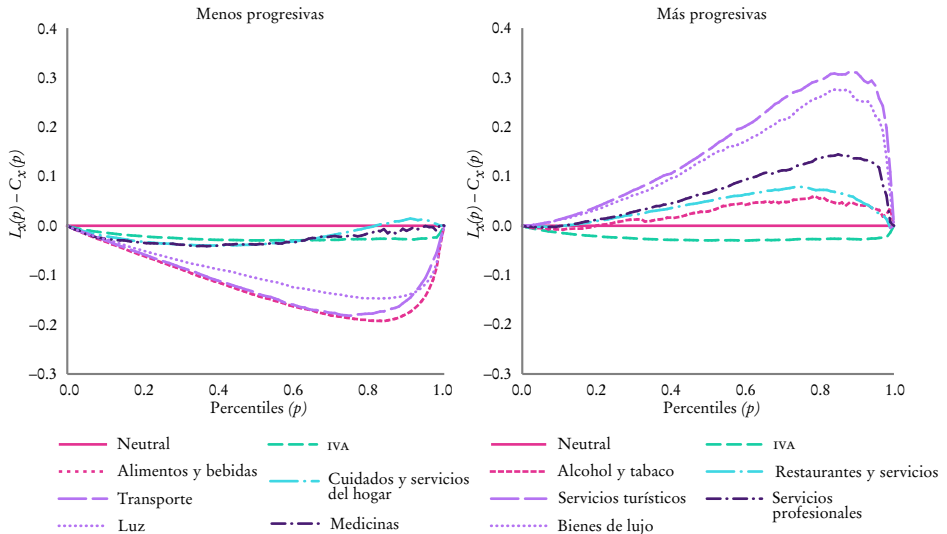 Menos progresivas
0.4
0.3
0.2
0.1
0.0
–0.1
–0.2
–0.3
Lx(p) – Cx(p)
0.0
0.2
0.4
0.6
0.8
1.0
Percentiles (p)
Neutral
IVA
Alimentos y bebidas
Cuidados y servicios
del hogar
Transporte
Luz
Medicinas
Más progresivas
0.4
0.3
0.2
0.1
0.0
–0.1
–0.2
–0.3
Lx(p) – Cx(p)
0.0
0.2
0.4
0.6
0.8
1.0
Percentiles (p)
Neutral
IVA
Alcohol y tabaco
Restaurantes y servicios
Servicios turísticos
Servicios
profesionales
Bienes de lujo